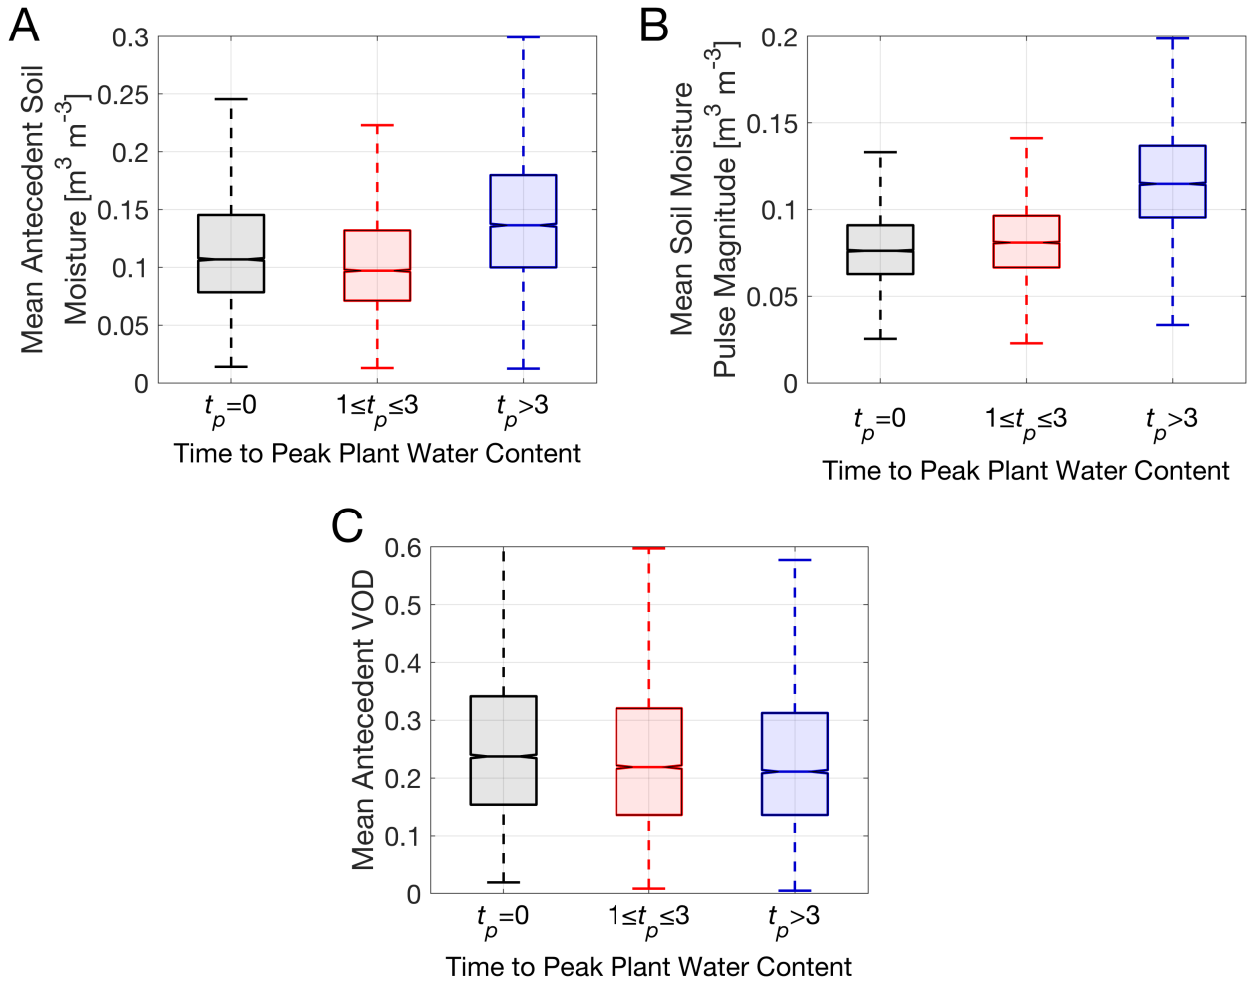 A
Mean Antecedent Soil
Moisture [m³ m⁻³]
0.3
0.25
0.2
0.15
0.1
0.05
0
tₚ=0 1≤tₚ≤3 tₚ>3
Time to Peak Plant Water Content
B
Mean Soil Moisture
Pulse Magnitude [m³ m⁻³]
0.2
0.15
0.1
0.05
0
tₚ=0 1≤tₚ≤3 tₚ>3
Time to Peak Plant Water Content
C
Mean Antecedent VOD
0.6
0.5
0.4
0.3
0.2
0.1
0
tₚ=0 1≤tₚ≤3 tₚ>3
Time to Peak Plant Water Content